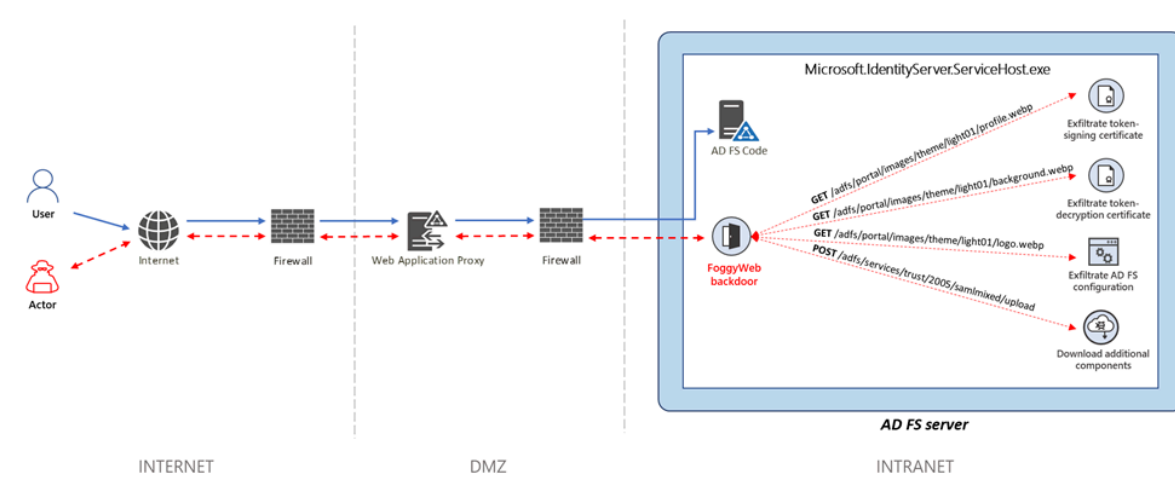 Microsoft.IdentityServer.ServiceHost.exe
AD FS Code
GET /adfs/portal/images/theme/light01/profile.webp
Exfiltrate token-
signing certificate
GET /adfs/portal/images/theme/light01/background.webp
Exfiltrate token-
decryption certificate
GET /adfs/portal/images/theme/light01/logo.webp
Exfiltrate AD FS
configuration
POST /adfs/services/trust/2005/samlmixed/upload
Download additional
components
User
Actor
Internet
Firewall
Web Application Proxy
Firewall
FoggyWeb
backdoor
AD FS server
INTERNET
DMZ
INTRANET